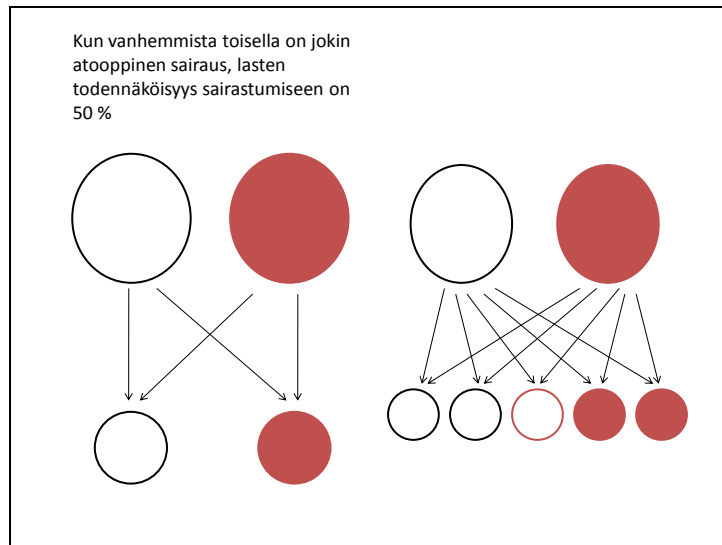 Kun vanhemmista toisella on jokin
atooppinen sairaus, lasten
todennäköisyys sairastumiseen on
50 %